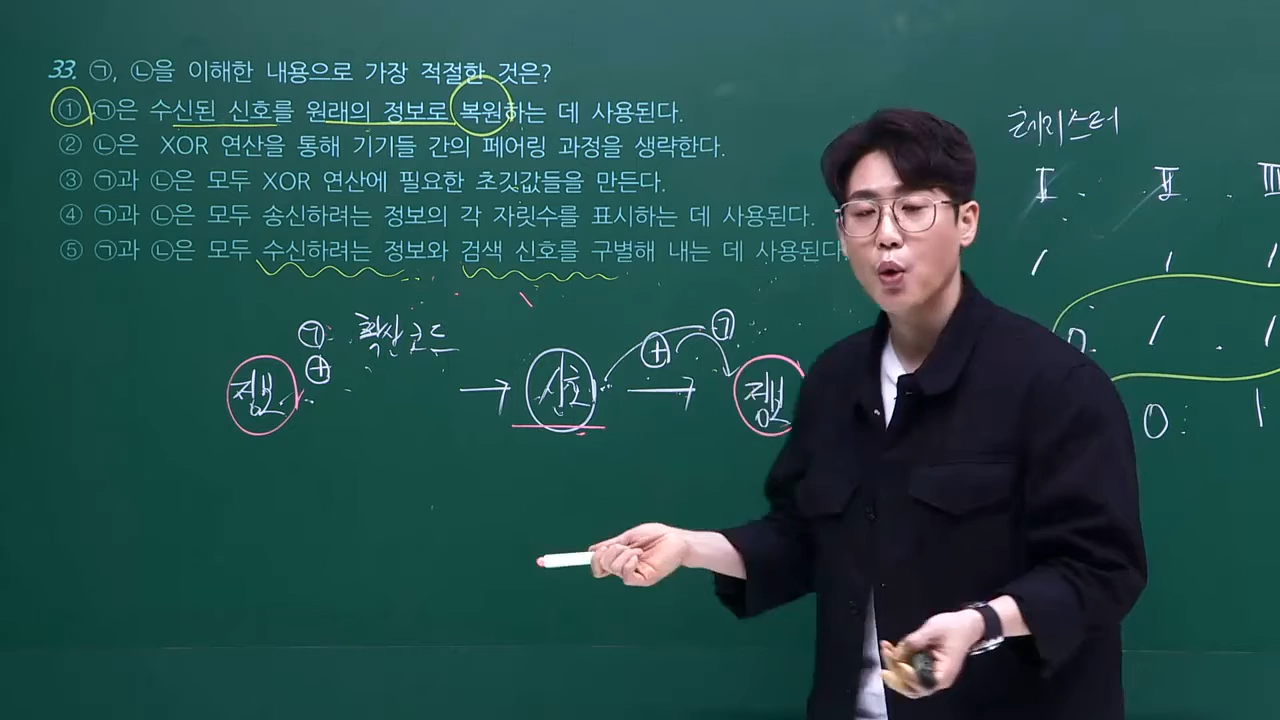 33. ㉠, ㉡을 이해한 내용으로 가장 적절한 것은?
① ㉠은 수신된 신호를 원래의 정보로 복원하는 데 사용된다.
② ㉡은 XOR 연산을 통해 기기들 간의 페어링 과정을 생략한다.
③ ㉠과 ㉡은 모두 XOR 연산에 필요한 초깃값들을 만든다.
④ ㉠과 ㉡은 모두 송신하려는 정보의 각 자릿수를 표시하는 데 사용된다.
⑤ ㉠과 ㉡은 모두 수신하려는 정보와 검색 신호를 구별해 내는 데 사용된다.
레지스터
I. II. III
1 1 1
0. 1. 1
0: 1
㉠: 확산코드
⊕ ⊕ ㉠
정보 → 신호 → 정보